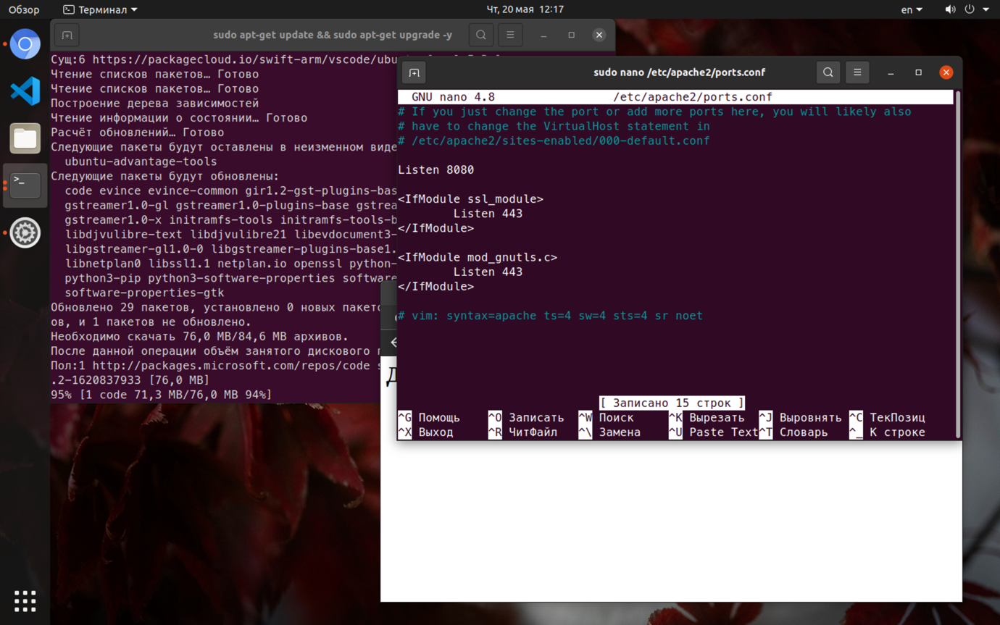 Обзор
Терминал
Чт, 20 мая 12:17
en
sudo apt-get update && sudo apt-get upgrade -y
Сущ:6 https://packagecloud.io/swift-arm/vscode/ubu
Чтение списков пакетов… Готово
Чтение списков пакетов… Готово
Построение дерева зависимостей
Чтение информации о состоянии… Готово
Расчёт обновлений… Готово
Следующие пакеты будут оставлены в неизменном виде
ubuntu-advantage-tools
Следующие пакеты будут обновлены:
code evince evince-common gir1.2-gst-plugins-bas
gstreamer1.0-gl gstreamer1.0-plugins-base gstrea
gstreamer1.0-x initramfs-tools initramfs-tools-b
libdjvulibre-text libdjvulibre21 libevdocument3-
libgstreamer-gl1.0-0 libgstreamer-plugins-base1.
libnetplan0 libssl1.1 netplan.io openssl python-
python3-pip python3-software-properties software
software-properties-gtk
Обновлено 29 пакетов, установлено 0 новых пакето
ов, и 1 пакетов не обновлено.
Необходимо скачать 76,0 MB/84,6 MB архивов.
После данной операции объём занятого дискового п
Пол:1 http://packages.microsoft.com/repos/code s
.2-1620837933 [76,0 MB]
95% [1 code 71,3 MB/76,0 MB 94%]
sudo nano /etc/apache2/ports.conf
GNU nano 4.8 /etc/apache2/ports.conf
# If you just change the port or add more ports here, you will likely also
# have to change the VirtualHost statement in
# /etc/apache2/sites-enabled/000-default.conf
Listen 8080
<IfModule ssl_module>
Listen 443
</IfModule>
<IfModule mod_gnutls.c>
Listen 443
</IfModule>
# vim: syntax=apache ts=4 sw=4 sts=4 sr noet
[ Записано 15 строк ]
^G Помощь ^O Записать ^W Поиск ^K Вырезать ^J Выровнять ^C ТекПозиц
^X Выход ^R ЧитФайл ^\ Замена ^U Paste Text ^T Словарь ^_ К строке